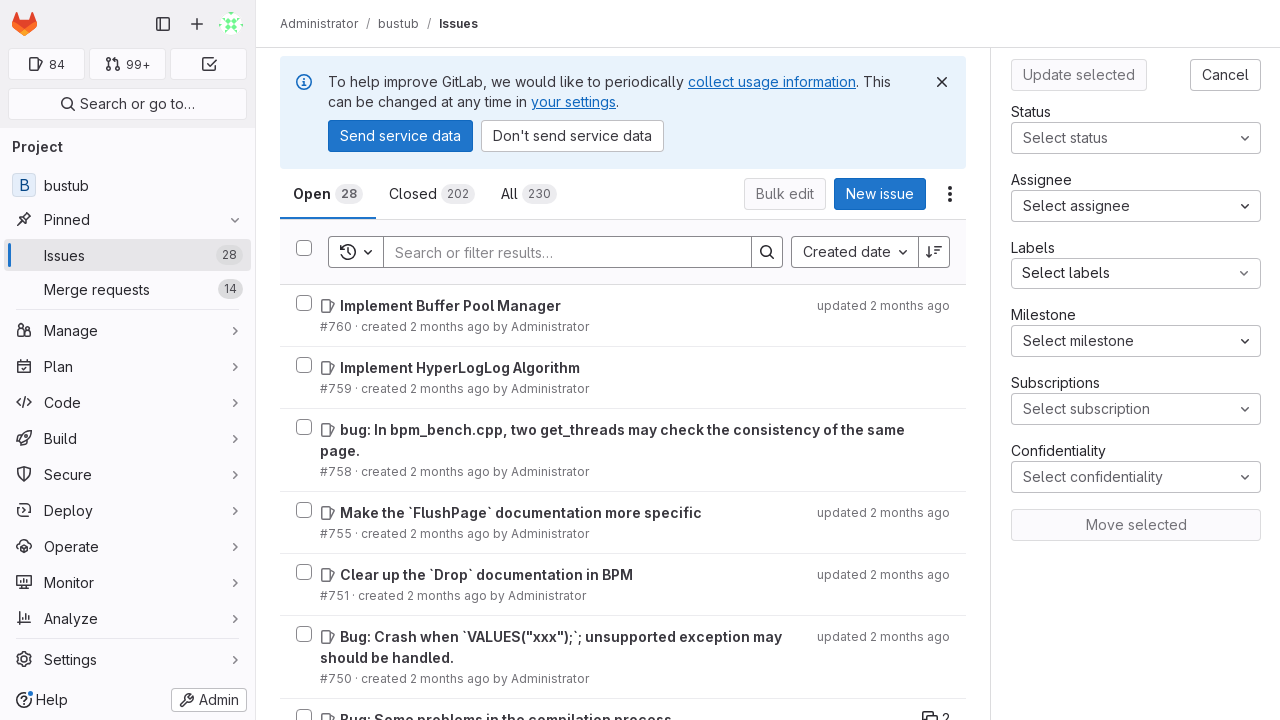 84
99+
Search or go to…
Project
B bustub
Pinned
Issues 28
Merge requests 14
Manage
Plan
Code
Build
Secure
Deploy
Operate
Monitor
Analyze
Settings
Help
Admin
Administrator / bustub / Issues
To help improve GitLab, we would like to periodically collect usage information. This
can be changed at any time in your settings.
Send service data Don't send service data
Open 28 Closed 202 All 230 Bulk edit New issue
Search or filter results… Created date
Implement Buffer Pool Manager updated 2 months ago
#760 · created 2 months ago by Administrator
Implement HyperLogLog Algorithm
#759 · created 2 months ago by Administrator
bug: In bpm_bench.cpp, two get_threads may check the consistency of the same
page.
#758 · created 2 months ago by Administrator
Make the `FlushPage` documentation more specific updated 2 months ago
#755 · created 2 months ago by Administrator
Clear up the `Drop` documentation in BPM updated 2 months ago
#751 · created 2 months ago by Administrator
Bug: Crash when `VALUES("xxx");`; unsupported exception may updated 2 months ago
should be handled.
#750 · created 2 months ago by Administrator
Bug: Some problems in the compilation process 2
Update selected Cancel
Status
Select status
Assignee
Select assignee
Labels
Select labels
Milestone
Select milestone
Subscriptions
Select subscription
Confidentiality
Select confidentiality
Move selected